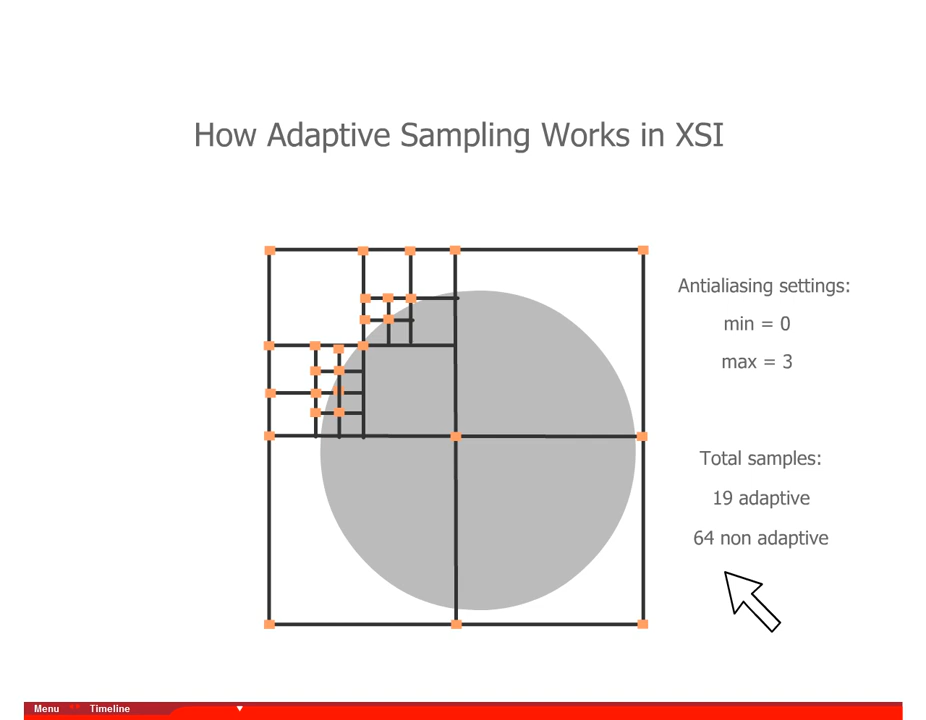 How Adaptive Sampling Works in XSI
Antialiasing settings:
min = 0
max = 3
Total samples:
19 adaptive
64 non adaptive
Menu
Timeline